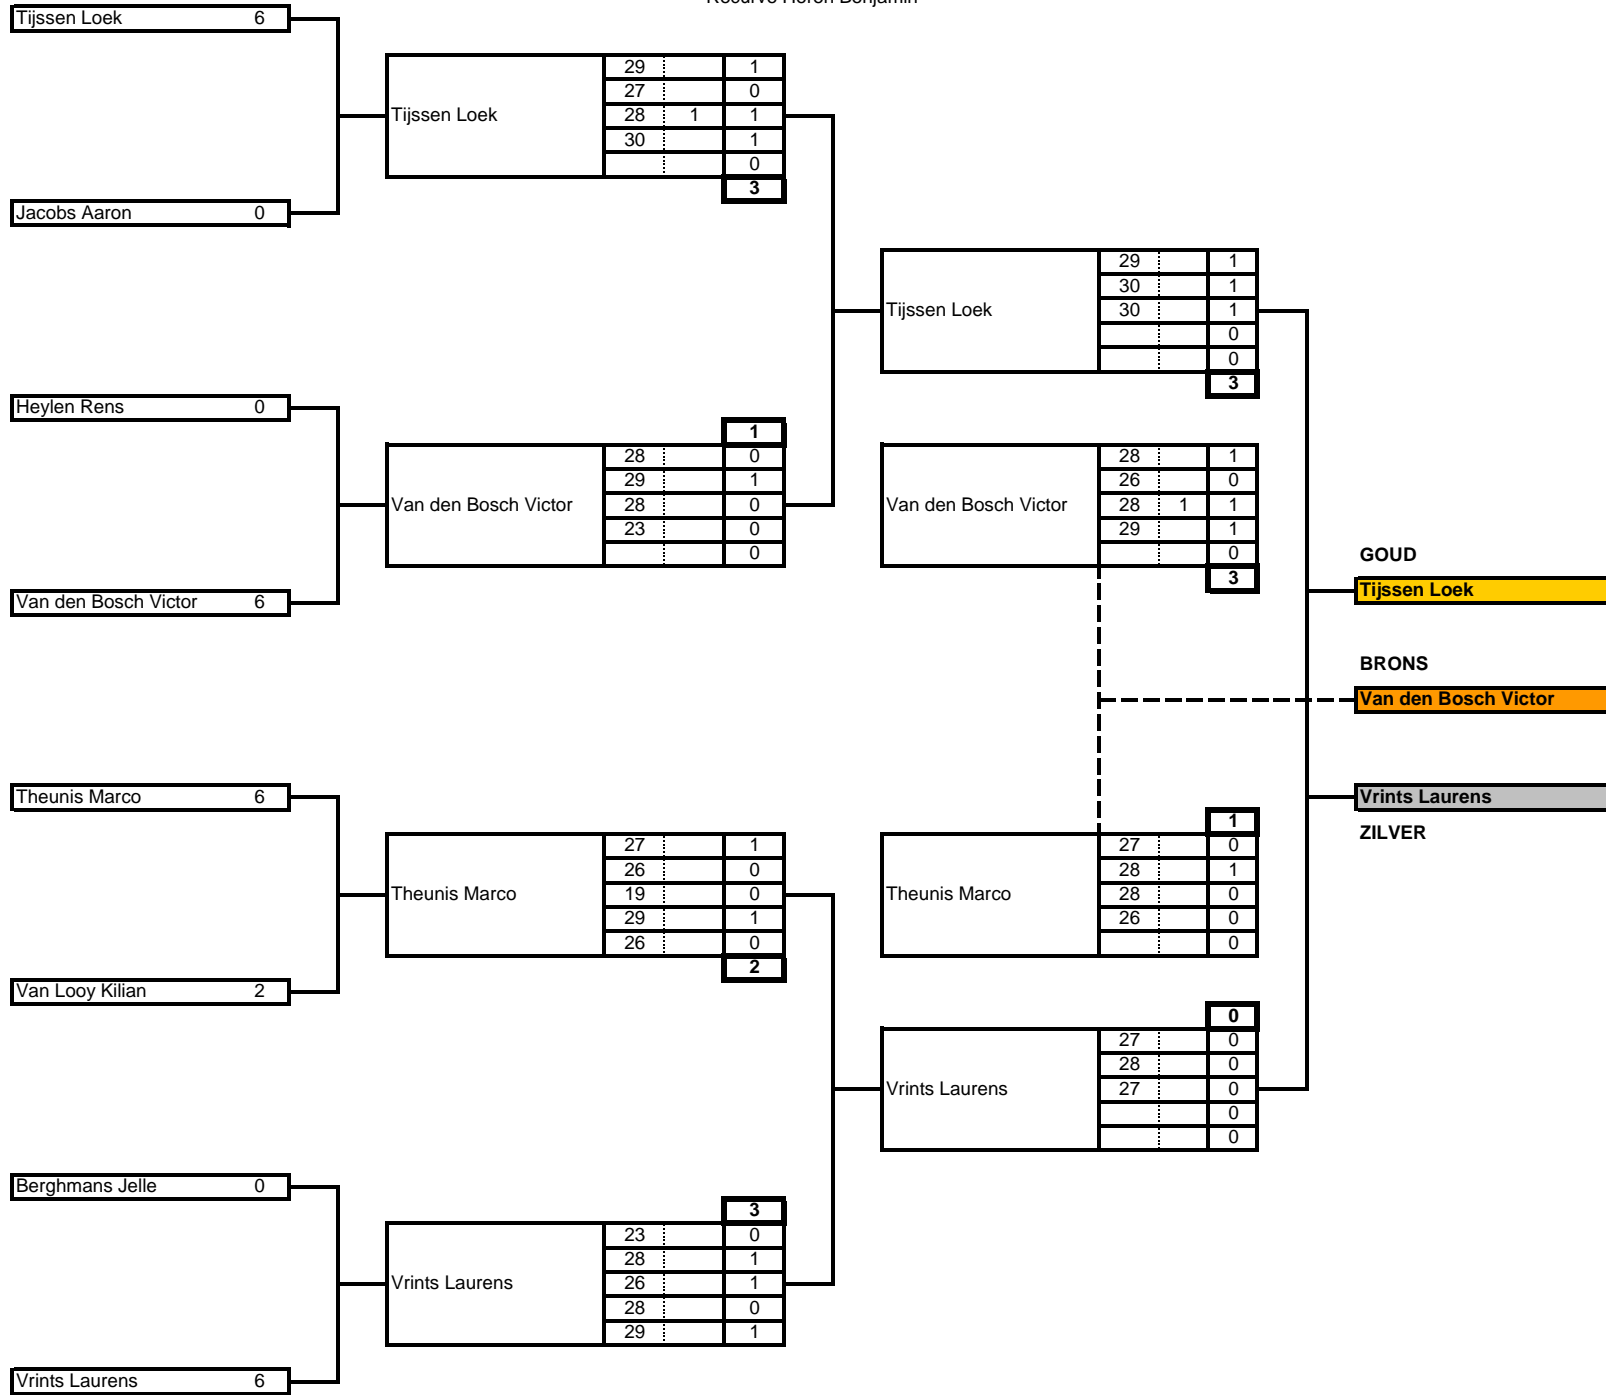 Tijssen Loek 6
Jacobs Aaron 0
Heylen Rens 0
Van den Bosch Victor 6
Theunis Marco 6
Van Looy Kilian 2
Berghmans Jelle 0
Vrints Laurens 6
Tijssen Loek
29 1
27 0
28 1 1
30 1
0
3
1
Van den Bosch Victor
28 0
29 1
28 0
23 0
0
Theunis Marco
27 1
26 0
19 0
29 1
26 0
2
3
Vrints Laurens
23 0
28 1
26 1
28 0
29 1
Tijssen Loek
29 1
30 1
30 1
0
0
3
Van den Bosch Victor
28 1
26 0
28 1 1
29 1
0
3
1
Theunis Marco
27 0
28 1
28 0
26 0
0
0
Vrints Laurens
27 0
28 0
27 0
0
0
GOUD
Tijssen Loek
BRONS
Van den Bosch Victor
Vrints Laurens
ZILVER